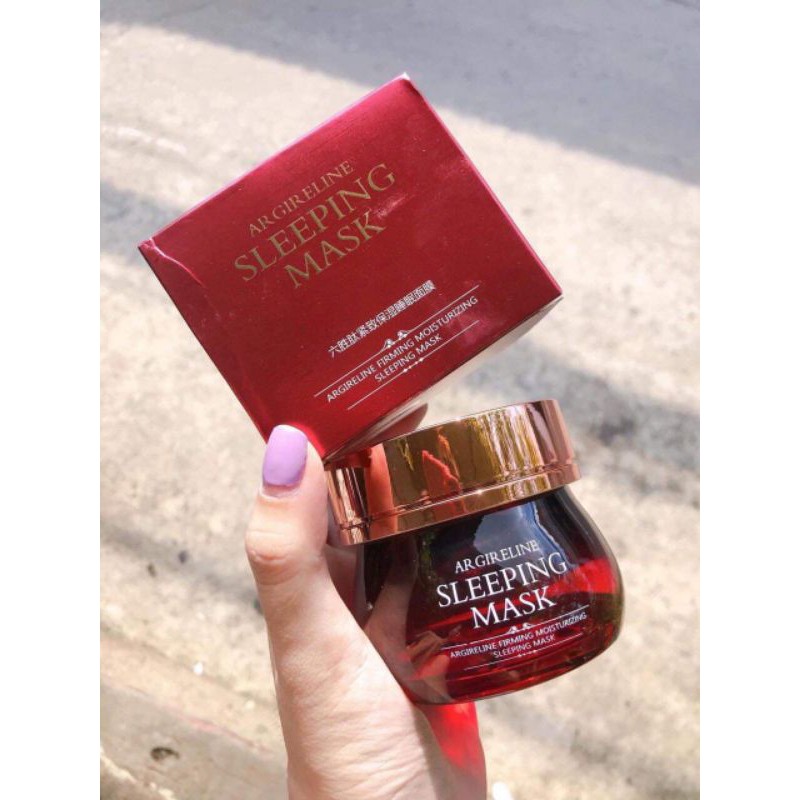 ARGIRELINE
SLEEPING
MASK
六胜肽紧致保湿睡眠面膜
ARGIRELINE FIRMING MOISTURIZING
SLEEPING MASK
ARGIRELINE
SLEEPING
MASK
ARGIRELINE FIRMING MOISTURIZING
SLEEPING MASK